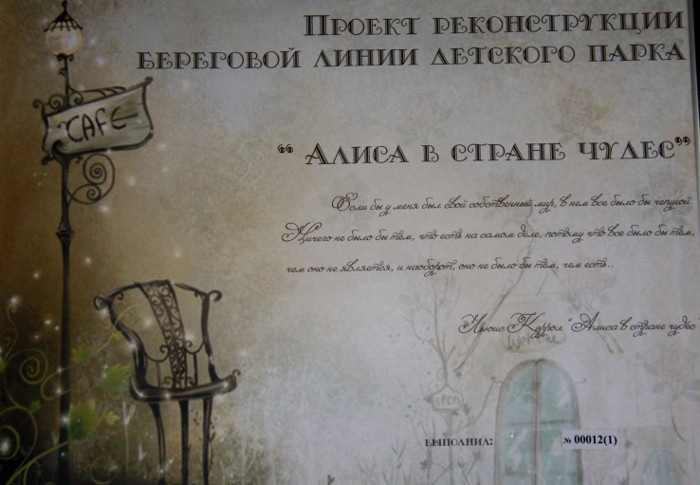 Проект реконструкции
береговой линии детского парка
CAFE
“ Алиса в стране чудес”
Если бы у меня был свой собственный мир, в нем все было бы чепухой.
Ничего не было бы тем, что есть на самом деле, потому что все было бы тем,
чем оно не является, и наоборот, оно не было бы тем, чем есть...
Льюис Кэррол “Алиса в стране чудес”
open
выполнил: № 00012(1)